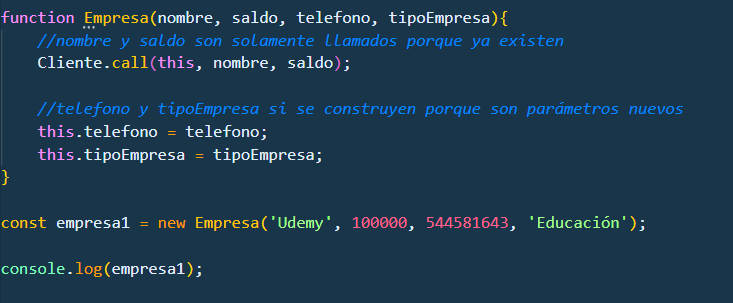 function Empresa(nombre, saldo, telefono, tipoEmpresa){
//nombre y saldo son solamente llamados porque ya existen
Cliente.call(this, nombre, saldo);
//telefono y tipoEmpresa si se construyen porque son parámetros nuevos
this.telefono = telefono;
this.tipoEmpresa = tipoEmpresa;
}
const empresa1 = new Empresa('Udemy', 100000, 544581643, 'Educación');
console.log(empresa1);